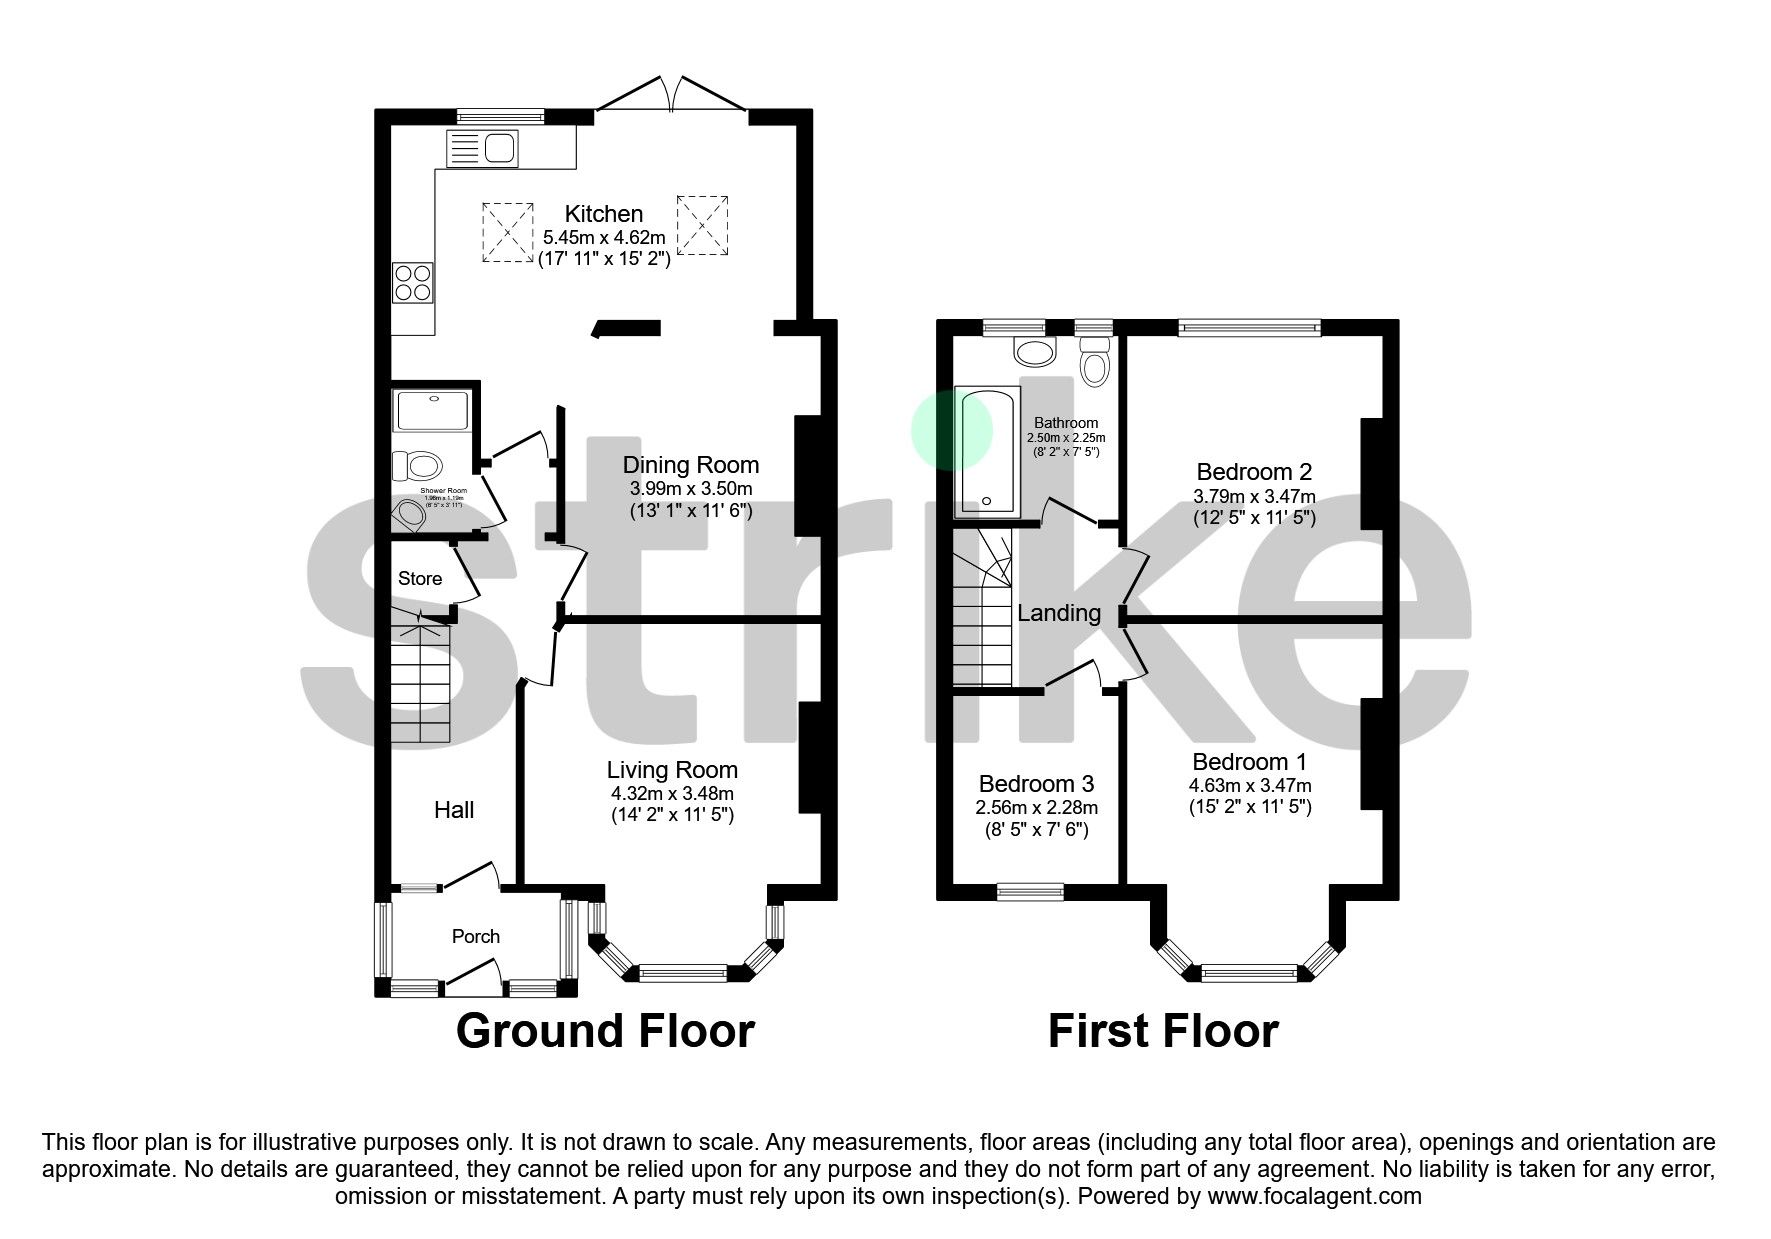 Kitchen
5.45m x 4.62m
(17' 11" x 15' 2")
Dining Room
3.99m x 3.50m
(13' 1" x 11' 6")
Shower Room
1.96m x 1.19m
(6' 5" x 3' 11")
Store
Living Room
4.32m x 3.48m
(14' 2" x 11' 5")
Hall
Porch
Ground Floor
Bathroom
2.50m x 2.25m
(8' 2" x 7' 5")
Bedroom 2
3.79m x 3.47m
(12' 5" x 11' 5")
Landing
Bedroom 3
2.56m x 2.28m
(8' 5" x 7' 6")
Bedroom 1
4.63m x 3.47m
(15' 2" x 11' 5")
First Floor
strike
This floor plan is for illustrative purposes only. It is not drawn to scale. Any measurements, floor areas (including any total floor area), openings and orientation are
approximate. No details are guaranteed, they cannot be relied upon for any purpose and they do not form part of any agreement. No liability is taken for any error,
omission or misstatement. A party must rely upon its own inspection(s). Powered by www.focalagent.com